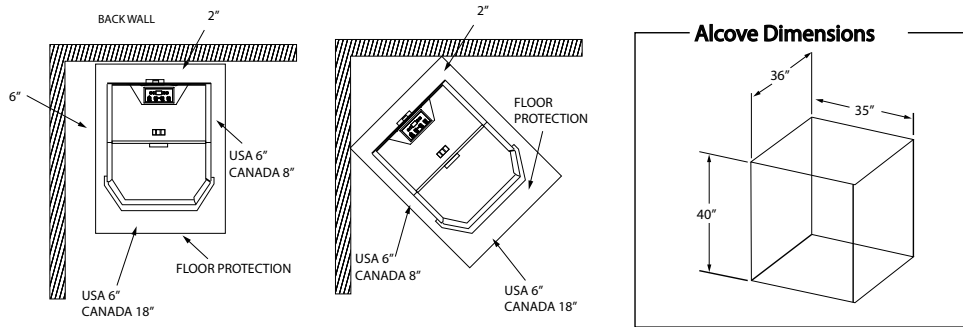 BACK WALL
2”
6”
USA 6”
CANADA 8”
FLOOR PROTECTION
USA 6”
CANADA 18”
2”
FLOOR
PROTECTION
USA 6”
CANADA 8”
USA 6”
CANADA 18”
Alcove Dimensions
36”
35”
40”